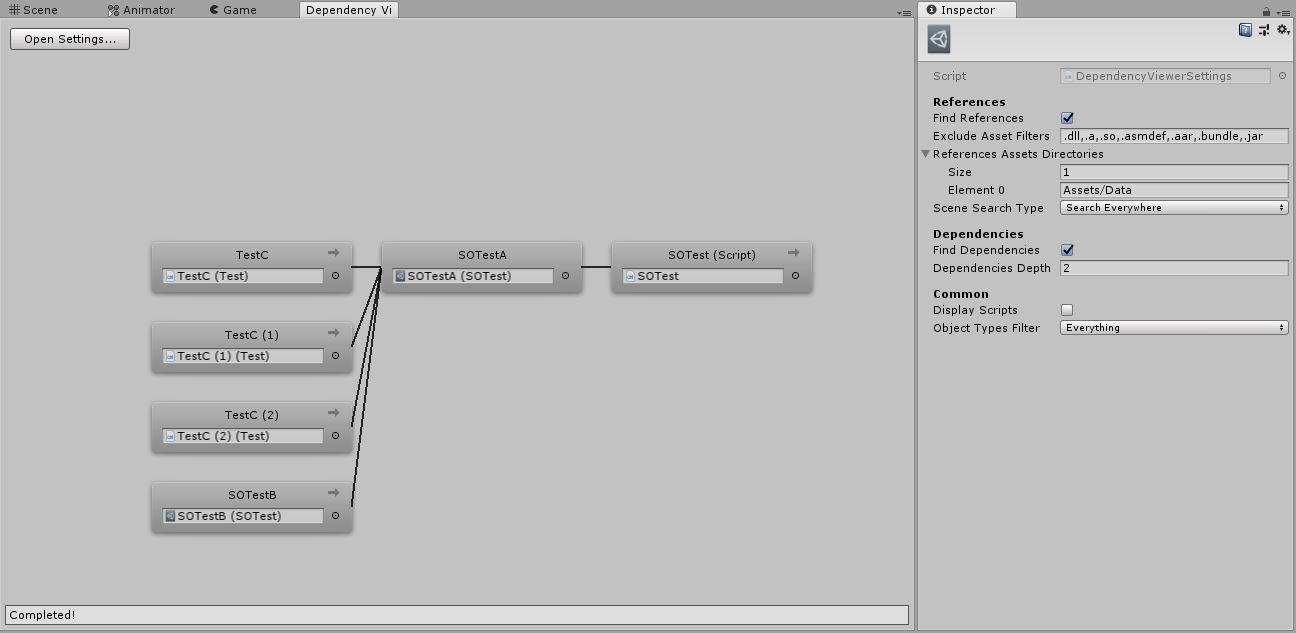 Scene
Animator
Game
Dependency Vi
Open Settings...
TestC
TestC (Test)
SOTestA
SOTestA (SOTest)
SOTest (Script)
SOTest
TestC (1)
TestC (1) (Test)
TestC (2)
TestC (2) (Test)
SOTestB
SOTestB (SOTest)
Completed!
Inspector
Script DependencyViewerSettings
References
Find References
Exclude Asset Filters .dll,.a,.so,.asmdef,.aar,.bundle,.jar
References Assets Directories
Size 1
Element 0 Assets/Data
Scene Search Type Search Everywhere
Dependencies
Find Dependencies
Dependencies Depth 2
Common
Display Scripts
Object Types Filter Everything